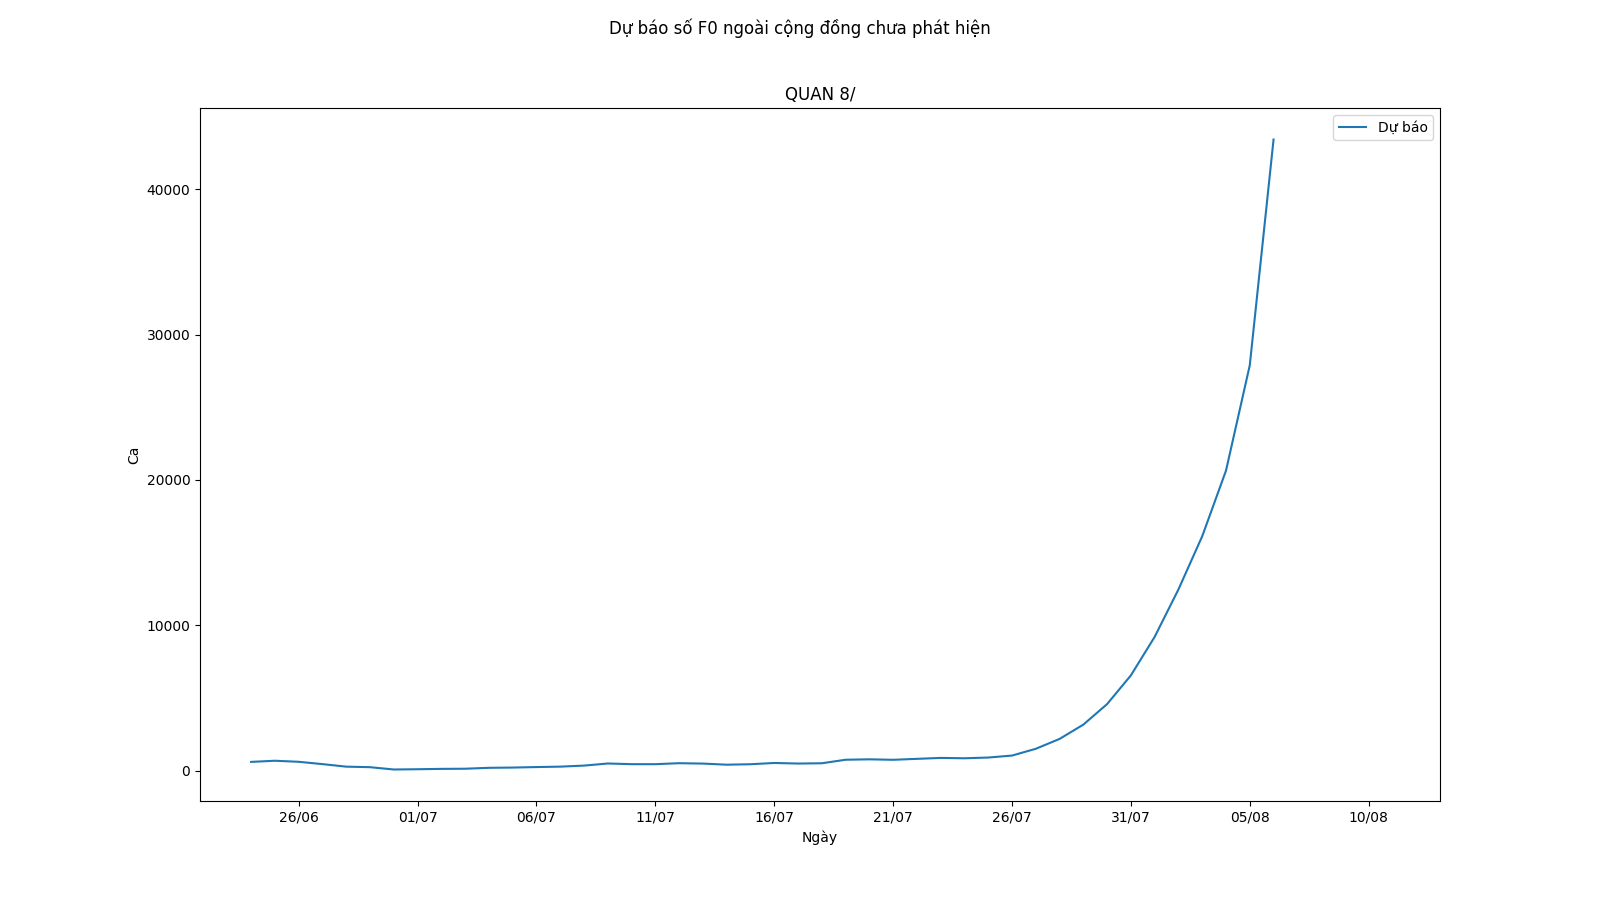 Dự báo số F0 ngoài cộng đồng chưa phát hiện
QUAN 8/
Dự báo
40000
30000
20000
10000
0
Ca
26/06 01/07 06/07 11/07 16/07 21/07 26/07 31/07 05/08 10/08
Ngày